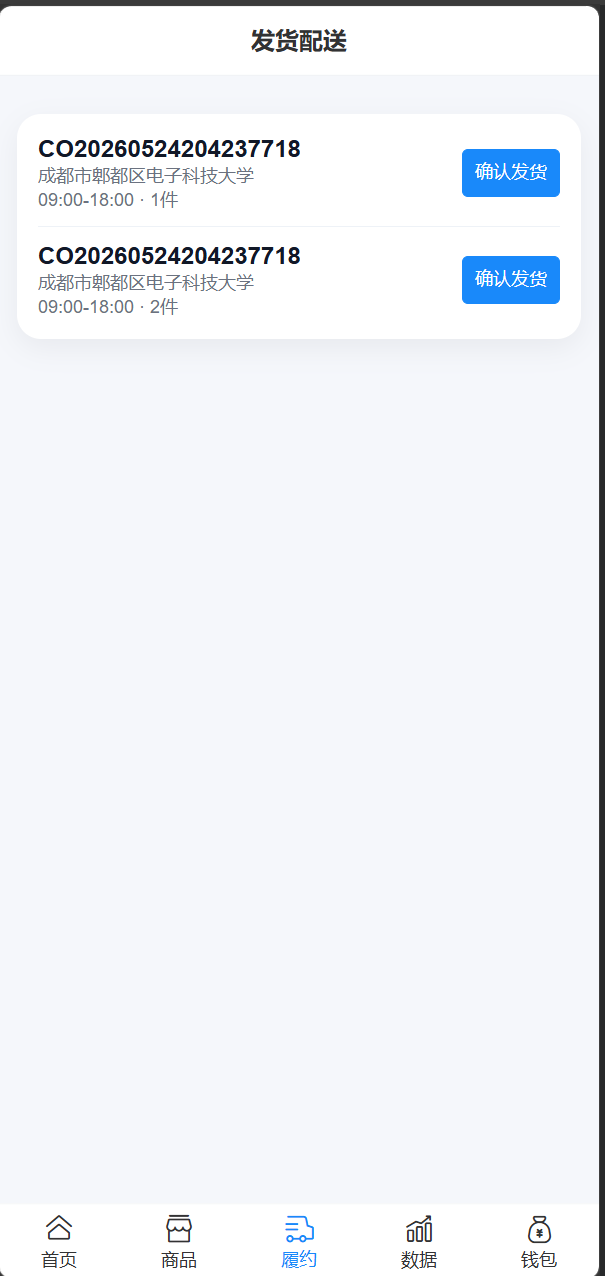 发货配送
CO20260524204237718
成都市郫都区电子科技大学
09:00-18:00 · 1件
确认发货
CO20260524204237718
成都市郫都区电子科技大学
09:00-18:00 · 2件
确认发货
首页
商品
履约
数据
¥
钱包